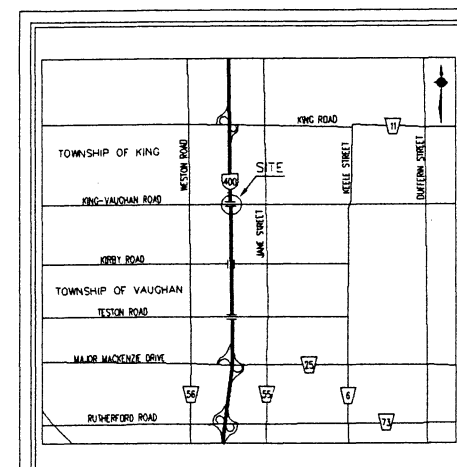 KING ROAD
11
TOWNSHIP OF KING
WESTON ROAD
SITE
KEELE STREET
DUFFERIN STREET
400
KING-VAUGHAN ROAD
JANE STREET
KIRBY ROAD
TOWNSHIP OF VAUGHAN
TESTON ROAD
MAJOR MACKENZIE DRIVE
25
56
55
6
RUTHERFORD ROAD
73